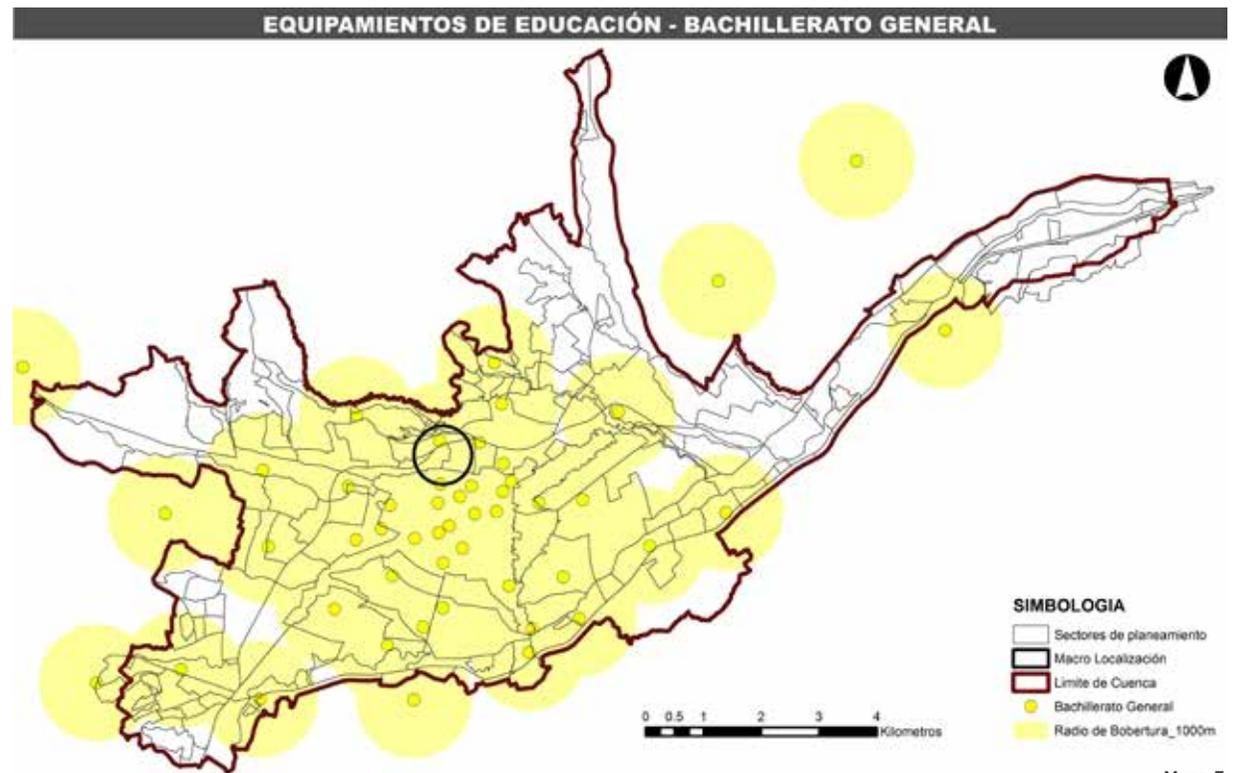 EQUIPAMIENTOS DE EDUCACIÓN - BACHILLERATO GENERAL
SIMBOLOGIA
Sectores de planeamiento
Macro Localización
Limite de Cuenca
Bachillerato General
Radio de Bobertura_1000m
0 0.5 1 2 3 4
Kilometros